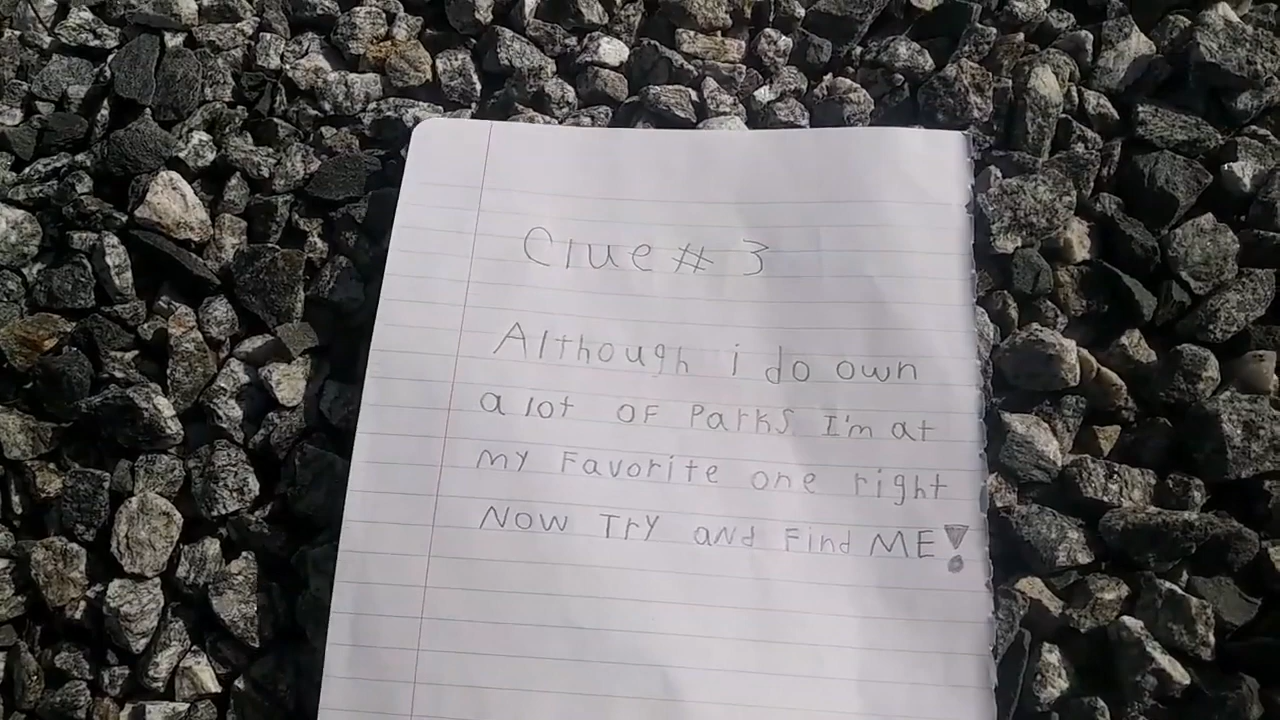 Clue # 3
Although i do own
a lot OF Parks I'm at
my Favorite one right
NOW Try and Find ME!